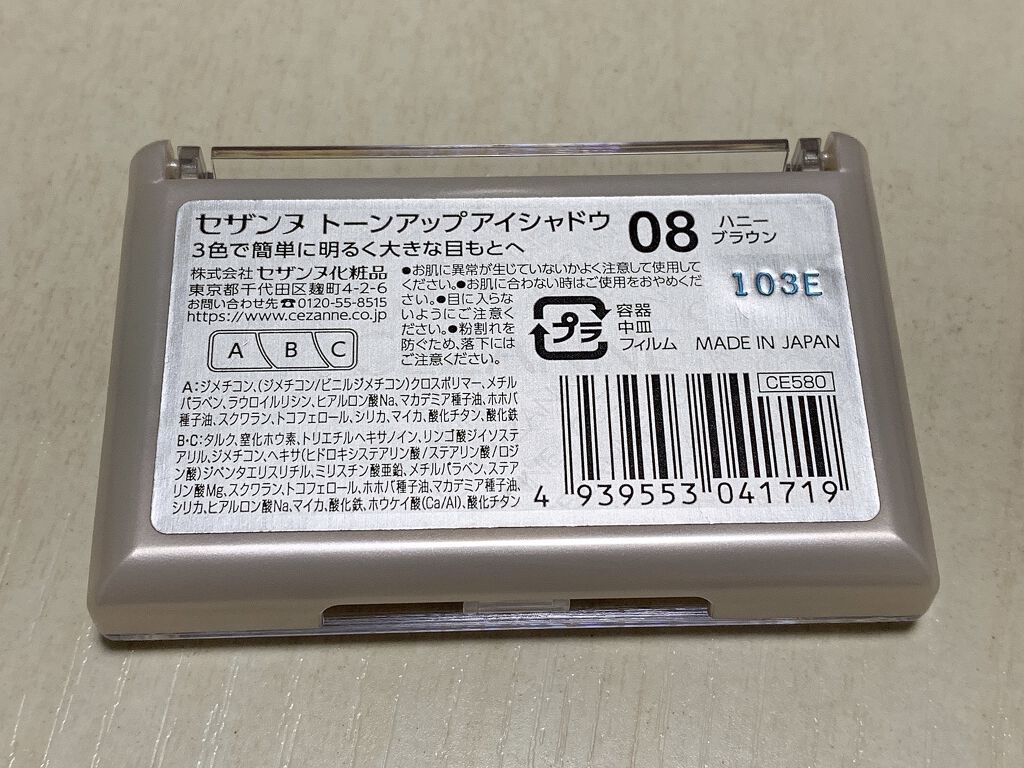 セザンヌ トーンアップアイシャドウ 08 ハニー
ブラウン
3色で簡単に明るく大きな目もとへ
株式会社 セザンヌ化粧品
東京都千代田区麹町4-2-6
お問い合わせ先☎0120-55-8515
https://www.cezanne.co.jp
●お肌に異常が生じていないかよく注意して使用して
ください。●お肌に合わない時はご使用をおやめくだ
さい。●目に入らな
いようにご注意くだ
さい。●粉割れを
防ぐため、落下には
ご注意ください。
103E
プラ
容器
中皿
フィルム
MADE IN JAPAN
A B C
A:ジメチコン、(ジメチコン/ビニルジメチコン)クロスポリマー、メチル
パラベン、ラウロイルリシン、ヒアルロン酸Na、マカデミア種子油、ホホバ
種子油、スクワラン、トコフェロール、シリカ、マイカ、酸化チタン、酸化鉄
B・C:タルク、窒化ホウ素、トリエチルヘキサノイン、リンゴ酸ジイソステ
アリル、ジメチコン、ヘキサ(ヒドロキシステアリン酸/ステアリン酸/ロジ
ン酸)ジペンタエリスリチル、ミリスチン酸亜鉛、メチルパラベン、ステア
リン酸Mg、スクワラン、トコフェロール、ホホバ種子油、マカデミア種子油、
シリカ、ヒアルロン酸Na、マイカ、酸化鉄、ホウケイ酸(Ca/Al)、酸化チタン
CE580
4 939553 041719